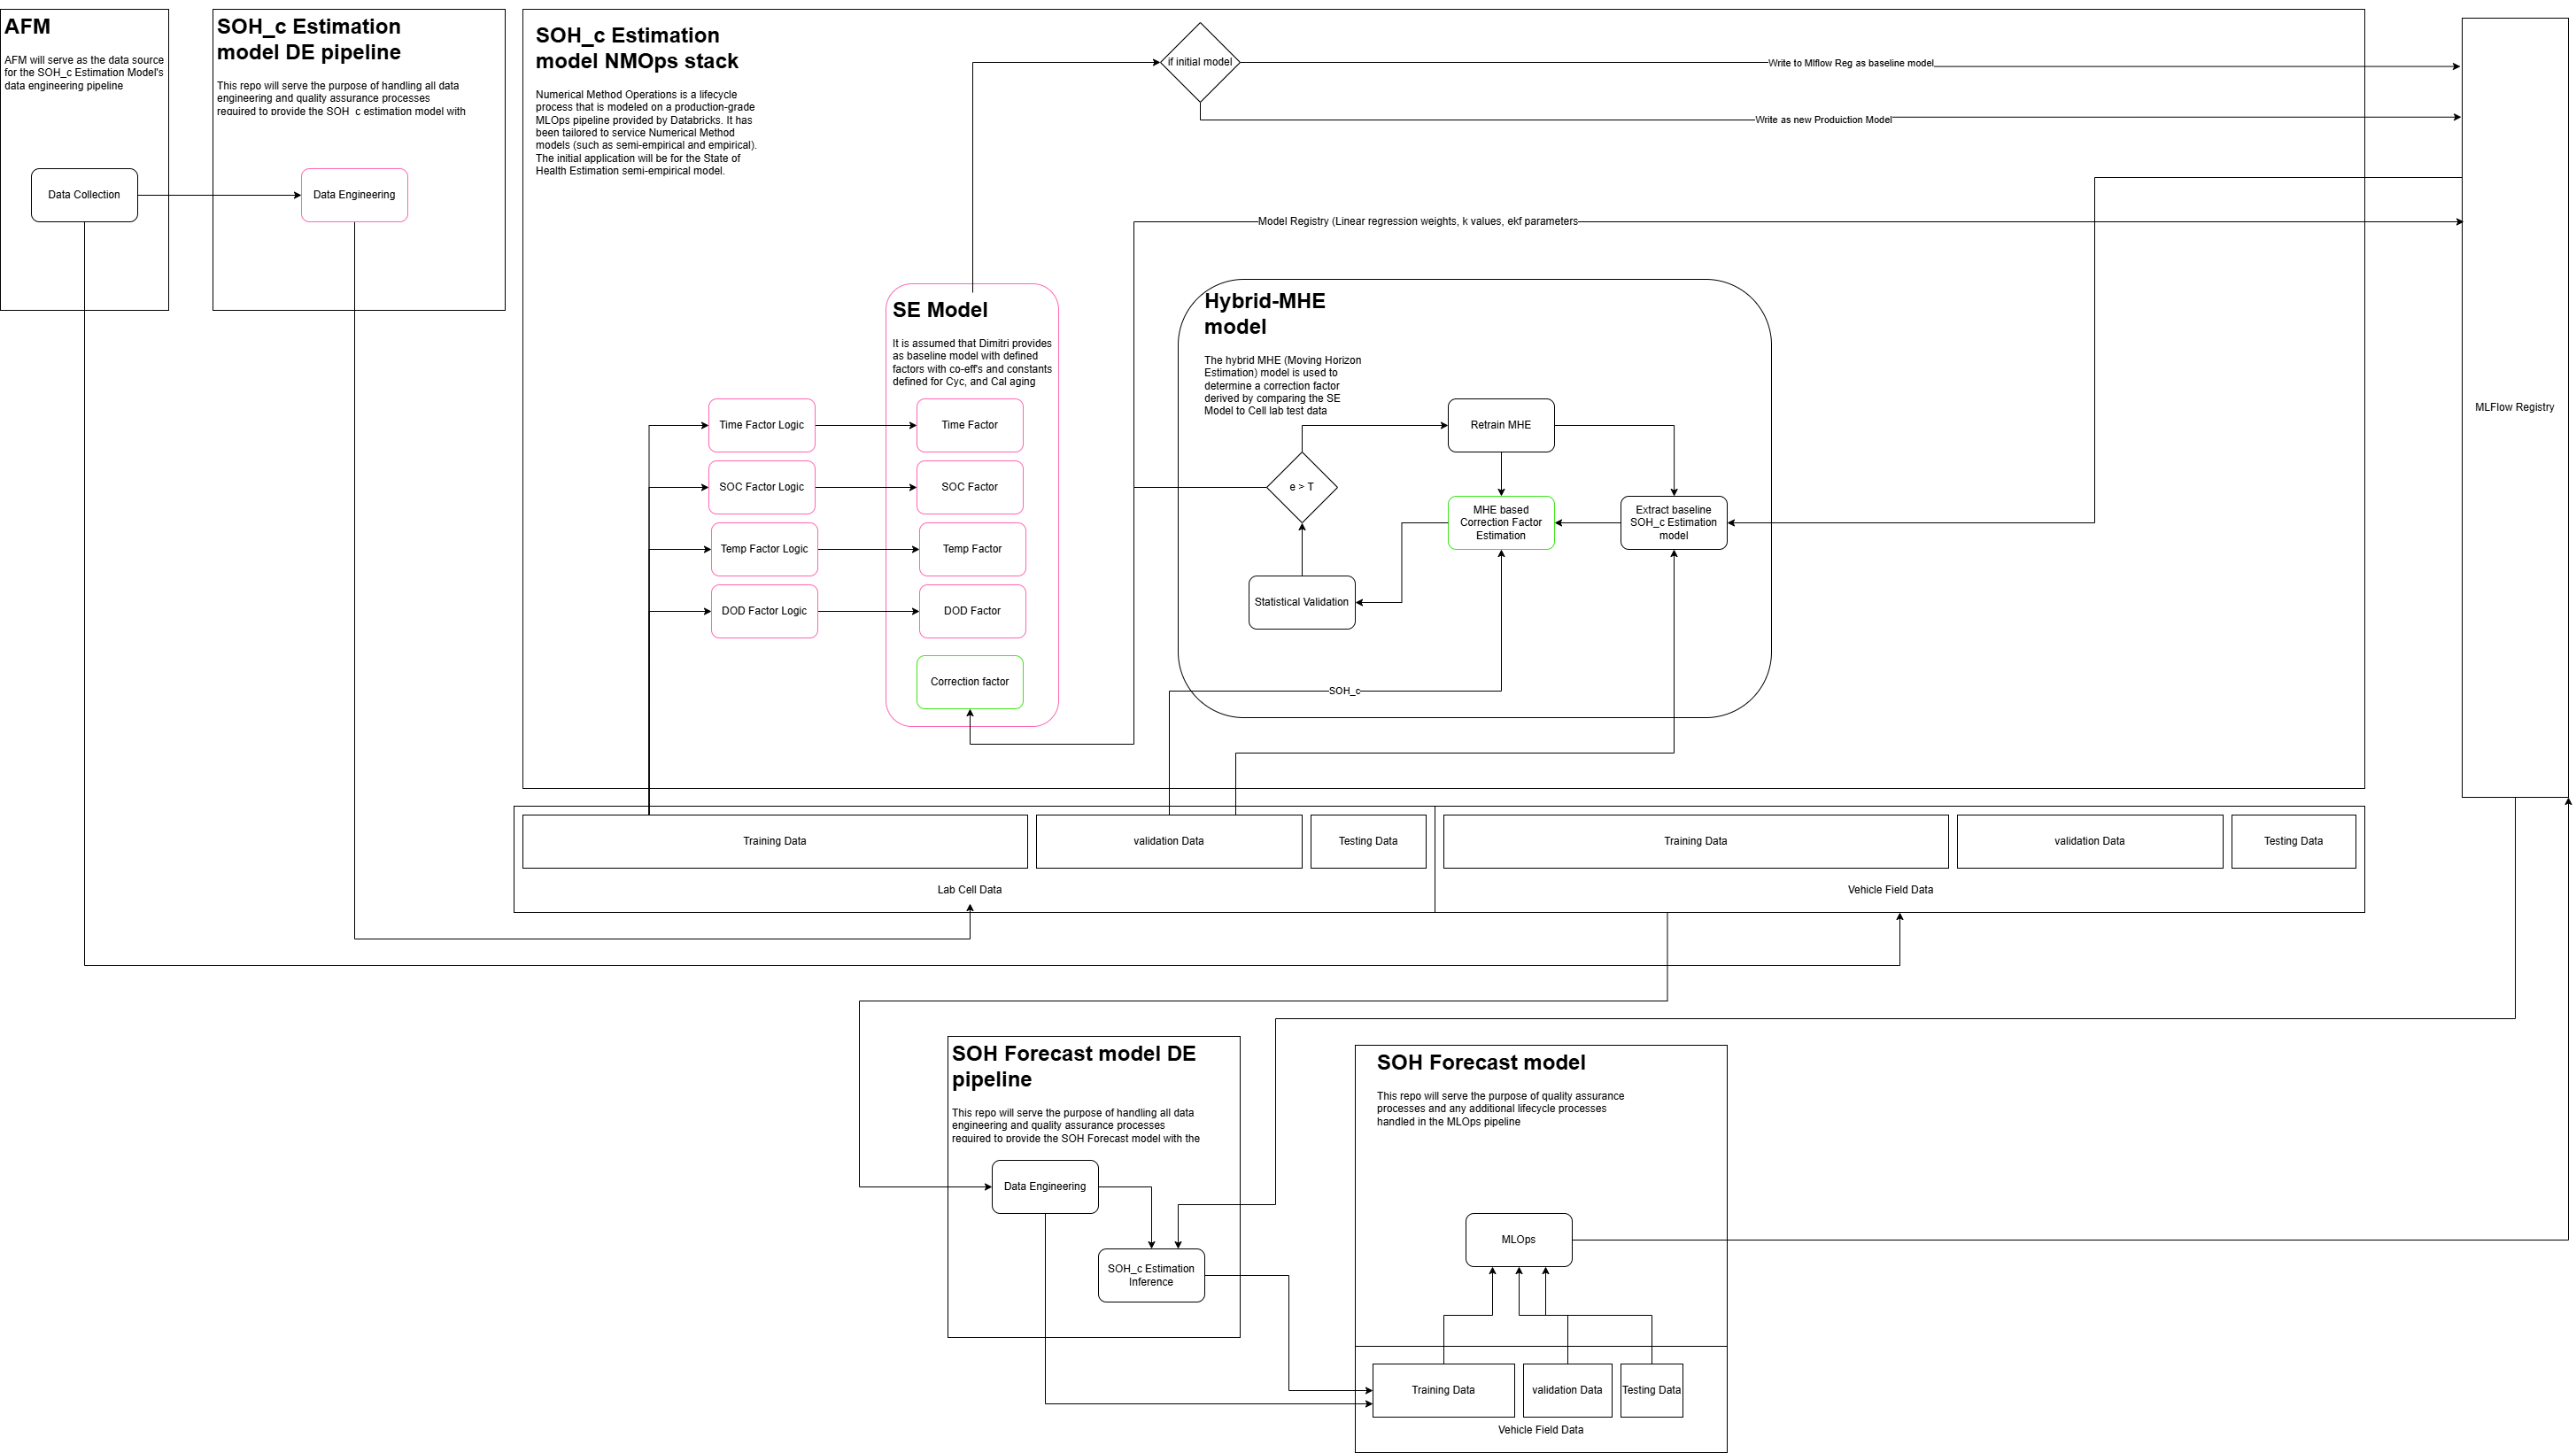 AFM
AFM will serve as the data source
for the SOH_c Estimation Model's
data engineering pipeline
Data Collection
SOH_c Estimation
model DE pipeline
This repo will serve the purpose of handling all data
engineering and quality assurance processes
required to provide the SOH_c estimation model with
Data Engineering
SOH_c Estimation
model NMOps stack
Numerical Method Operations is a lifecycle
process that is modeled on a production-grade
MLOps pipeline provided by Databricks. It has
been tailored to service Numerical Method
models (such as semi-empirical and empirical).
The initial application will be for the State of
Health Estimation semi-empirical model.
if initial model
Write to Mlflow Reg as baseline model
Write as new Produiction Model
Model Registry (Linear regression weights, k values, ekf parameters
MLFlow Registry
SE Model
It is assumed that Dimitri provides
as baseline model with defined
factors with co-eff's and constants
defined for Cyc, and Cal aging
Time Factor Logic
Time Factor
SOC Factor Logic
SOC Factor
Temp Factor Logic
Temp Factor
DOD Factor Logic
DOD Factor
Correction factor
Hybrid-MHE
model
The hybrid MHE (Moving Horizon
Estimation) model is used to
determine a correction factor
derived by comparing the SE
Model to Cell lab test data
Retrain MHE
e > T
MHE based
Correction Factor
Estimation
Extract baseline
SOH_c Estimation
model
Statistical Validation
SOH_c
Training Data
validation Data
Testing Data
Lab Cell Data
Training Data
validation Data
Testing Data
Vehicle Field Data
SOH Forecast model DE
pipeline
This repo will serve the purpose of handling all data
engineering and quality assurance processes
required to provide the SOH Forecast model with the
Data Engineering
SOH_c Estimation
Inference
SOH Forecast model
This repo will serve the purpose of quality assurance
processes and any additional lifecycle processes
handled in the MLOps pipeline
MLOps
Training Data
validation Data
Testing Data
Vehicle Field Data